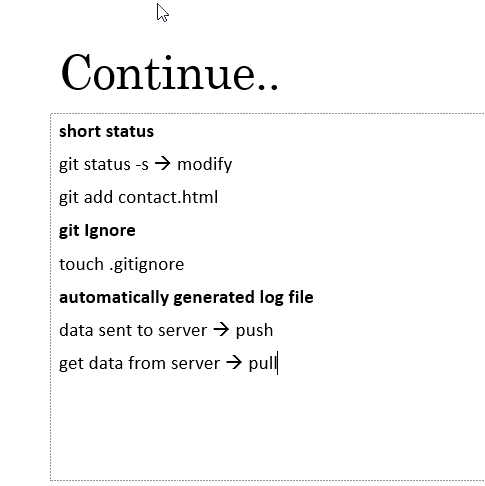 Continue..
short status
git status -s → modify
git add contact.html
git Ignore
touch .gitignore
automatically generated log file
data sent to server → push
get data from server → pull